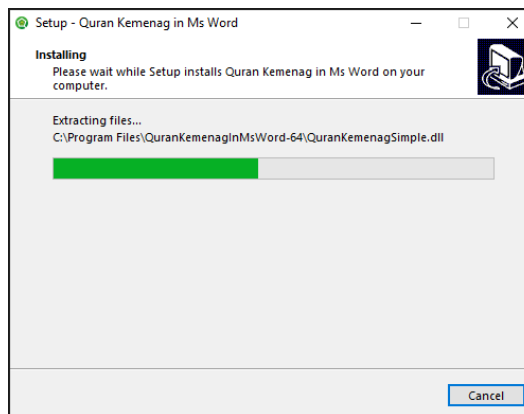 Setup - Quran Kemenag in Ms Word
Installing
Please wait while Setup installs Quran Kemenag in Ms Word on your
computer.
Extracting files...
C:\Program Files\QuranKemenagInMsWord-64\QuranKemenagSimple.dll
Cancel